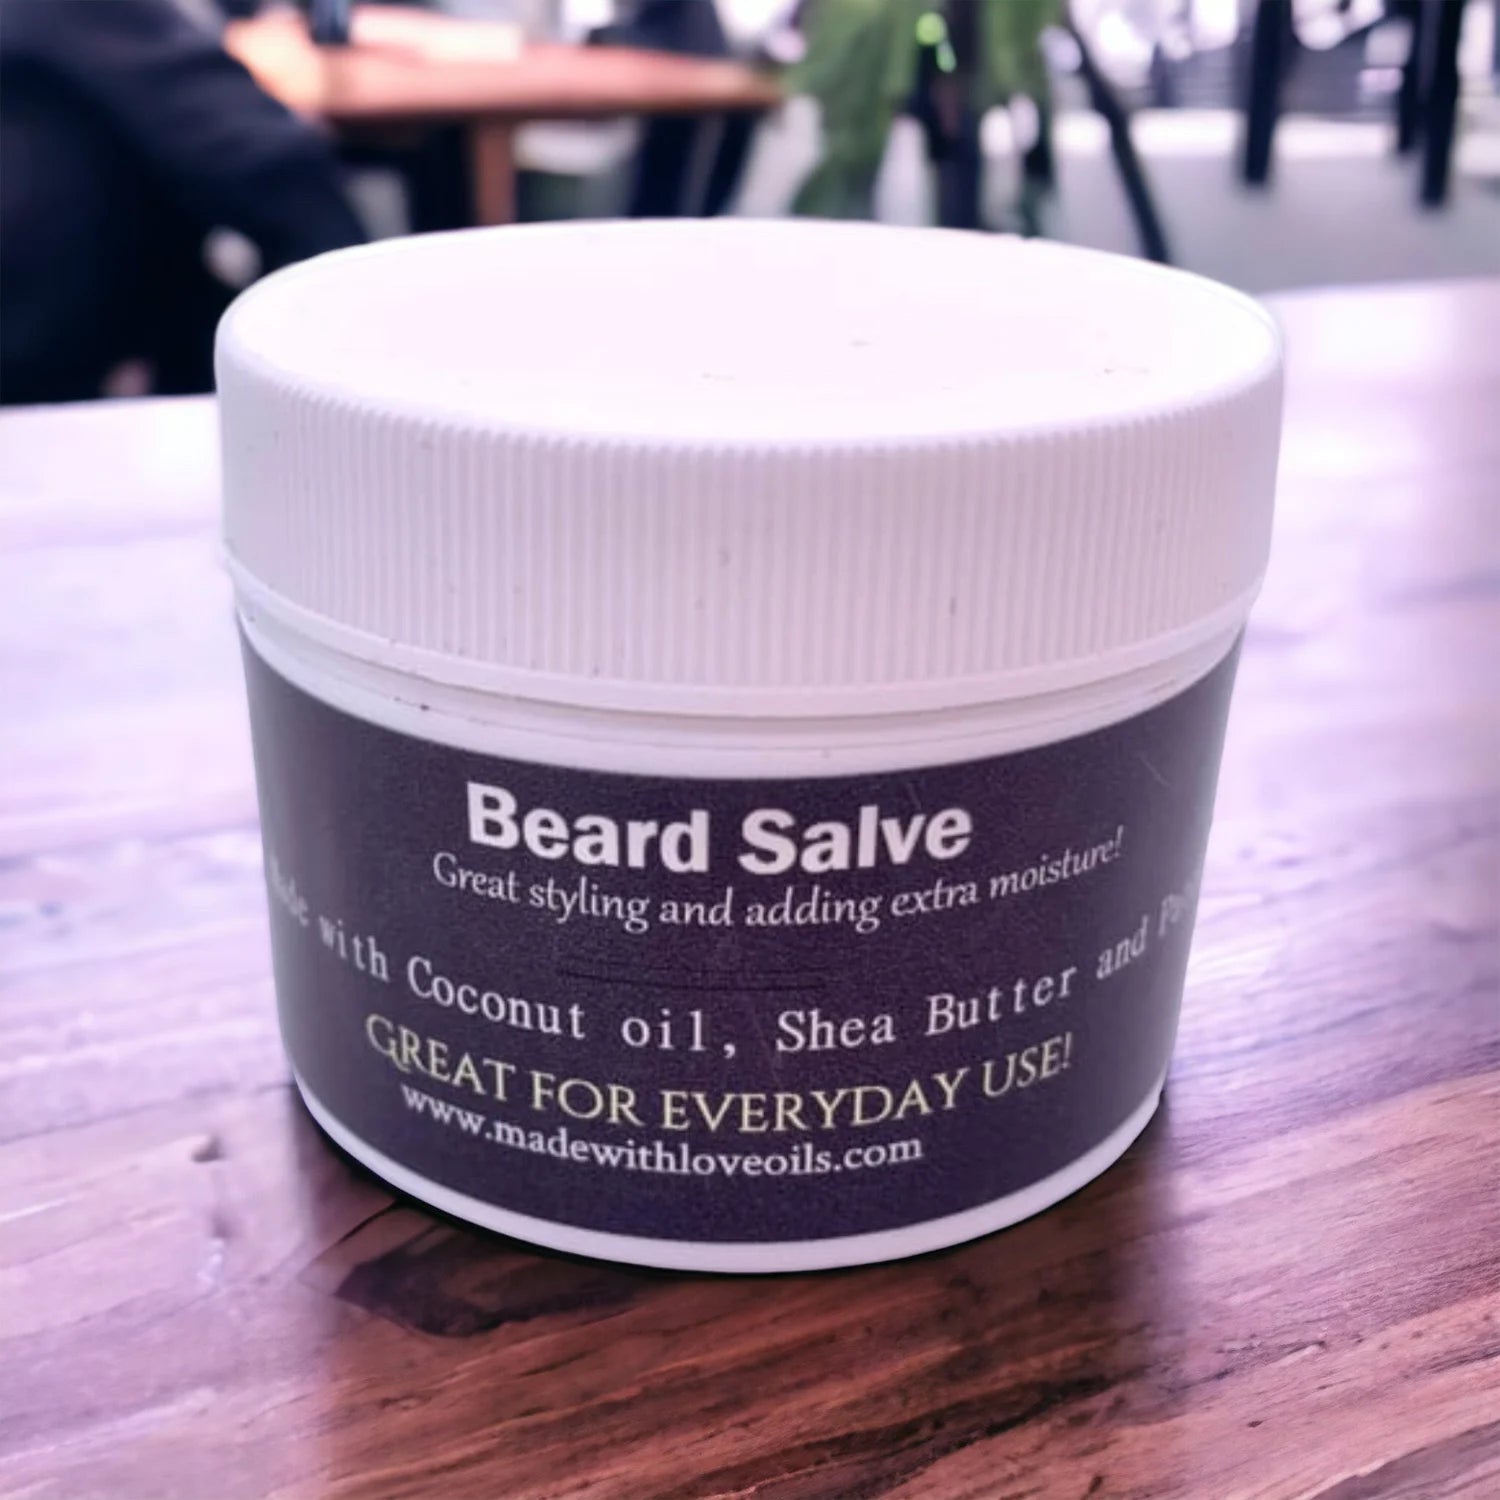 Beard Salve
Great styling and adding extra moisture!
Made with Coconut oil, Shea Butter and
GREAT FOR EVERYDAY USE!
www.madewithloveoils.com